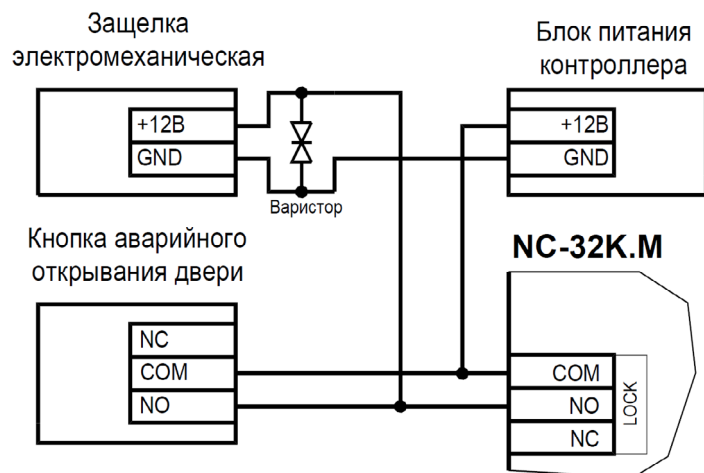 Защелка
электромеханическая
+12В
GND
Варистор
Блок питания
контроллера
+12В
GND
Кнопка аварийного
открывания двери
NC
COM
NO
NC-32K.M
COM
NO
NC
LOCK